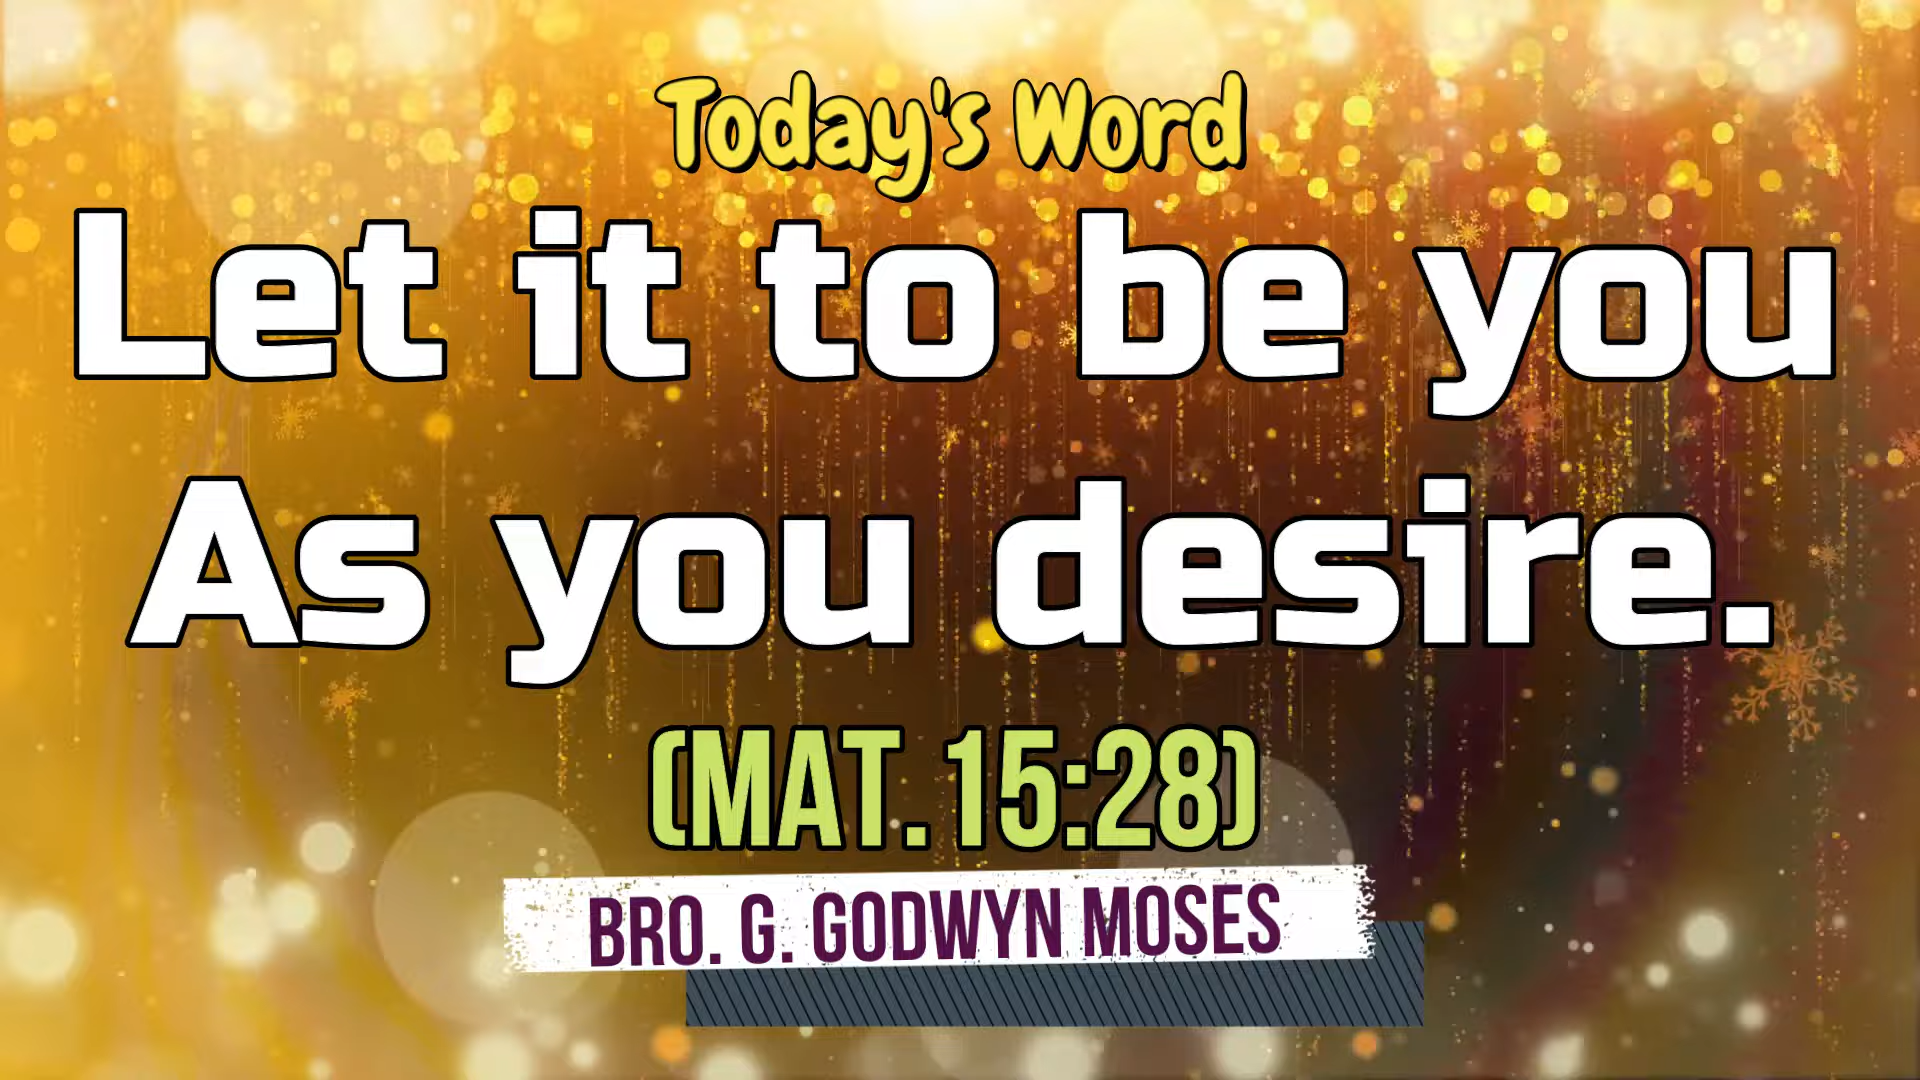 Today's Word
Let it to be you
As you desire.
(MAT. 15:28)
BRO. G. GODWYN MOSES